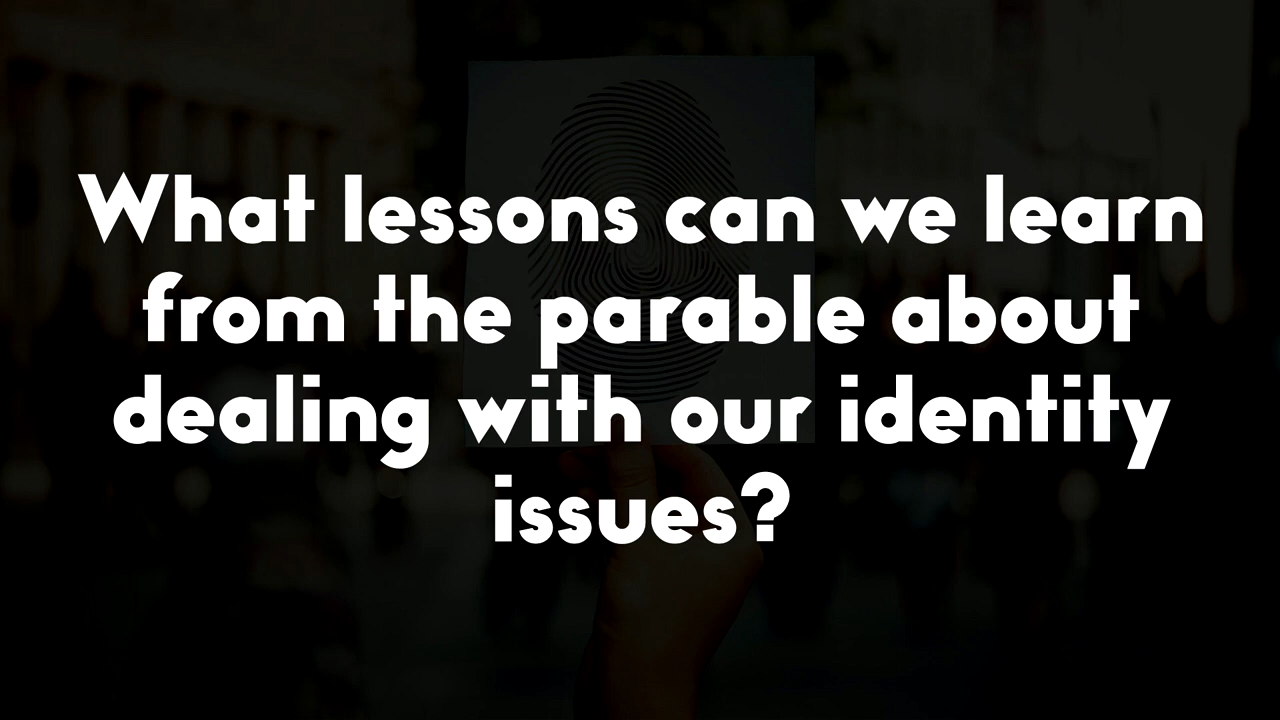 What lessons can we learn
from the parable about
dealing with our identity
issues?